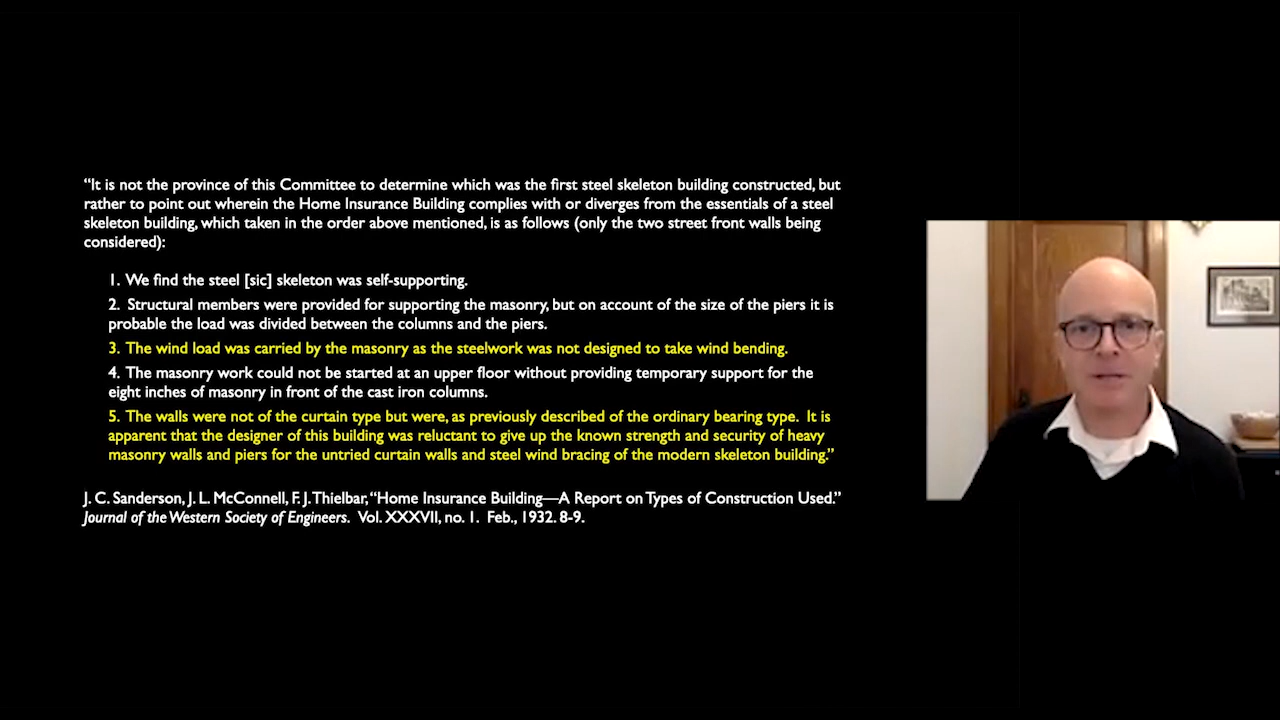 “It is not the province of this Committee to determine which was the first steel skeleton building constructed, but
rather to point out wherein the Home Insurance Building complies with or diverges from the essentials of a steel
skeleton building, which taken in the order above mentioned, is as follows (only the two street front walls being
considered):
1. We find the steel [sic] skeleton was self-supporting.
2. Structural members were provided for supporting the masonry, but on account of the size of the piers it is
probable the load was divided between the columns and the piers.
3. The wind load was carried by the masonry as the steelwork was not designed to take wind bending.
4. The masonry work could not be started at an upper floor without providing temporary support for the
eight inches of masonry in front of the cast iron columns.
5. The walls were not of the curtain type but were, as previously described of the ordinary bearing type. It is
apparent that the designer of this building was reluctant to give up the known strength and security of heavy
masonry walls and piers for the untried curtain walls and steel wind bracing of the modern skeleton building.”
J. C. Sanderson, J. L. McConnell, F. J. Thielbar, “Home Insurance Building—A Report on Types of Construction Used.”
Journal of the Western Society of Engineers. Vol. XXXVII, no. 1. Feb., 1932. 8-9.